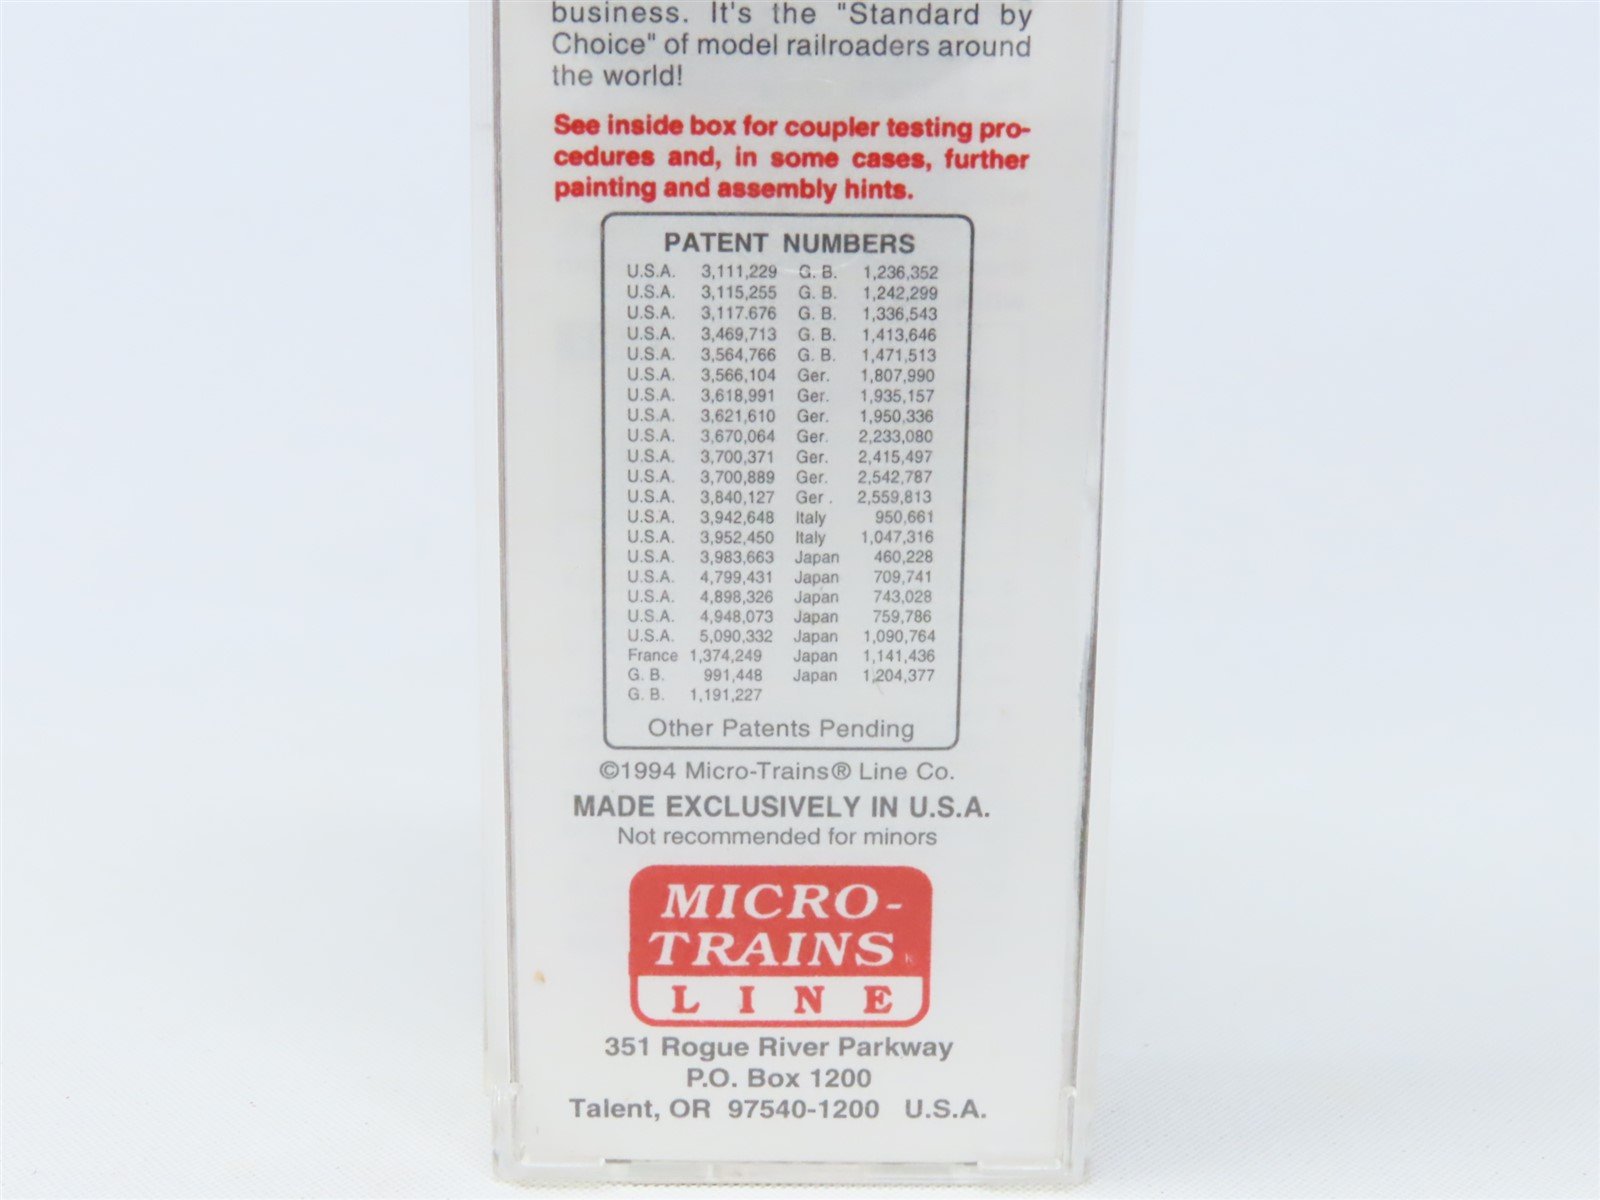 business. It's the "Standard by
Choice" of model railroaders around
the world!
See inside box for coupler testing pro-
cedures and, in some cases, further
painting and assembly hints.
PATENT NUMBERS
U.S.A. 3,111,229 G. B. 1,236,352
U.S.A. 3,115,255 G. B. 1,242,299
U.S.A. 3,117.676 G. B. 1,336,543
U.S.A. 3,469,713 G. B. 1,413,646
U.S.A. 3,564,766 G. B. 1,471,513
U.S.A. 3,566,104 Ger. 1,807,990
U.S.A. 3,618,991 Ger. 1,935,157
U.S.A. 3,621,610 Ger. 1,950,336
U.S.A. 3,670,064 Ger. 2,233,080
U.S.A. 3,700,371 Ger. 2,415,497
U.S.A. 3,700,889 Ger. 2,542,787
U.S.A. 3,840,127 Ger . 2,559,813
U.S.A. 3,942,648 Italy 950,661
U.S.A. 3,952,450 Italy 1,047,316
U.S.A. 3,983,663 Japan 460,228
U.S.A. 4,799,431 Japan 709,741
U.S.A. 4,898,326 Japan 743,028
U.S.A. 4,948,073 Japan 759,786
U.S.A. 5,090,332 Japan 1,090,764
France 1,374,249 Japan 1,141,436
G. B. 991,448 Japan 1,204,377
G. B. 1,191,227
Other Patents Pending
©1994 Micro-Trains® Line Co.
MADE EXCLUSIVELY IN U.S.A.
Not recommended for minors
MICRO-
TRAINS
LINE
351 Rogue River Parkway
P.O. Box 1200
Talent, OR 97540-1200 U.S.A.